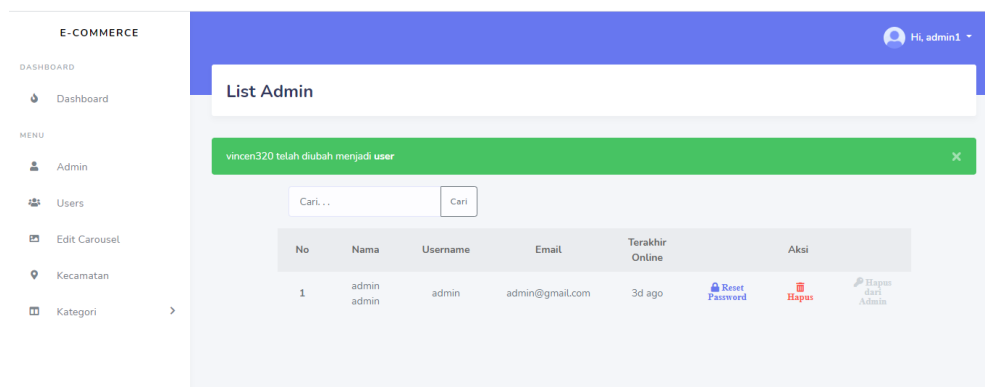 E-COMMERCE
Hi, admin1
DASHBOARD
Dashboard
MENU
Admin
Users
Edit Carousel
Kecamatan
Kategori
List Admin
vincen320 telah diubah menjadi user
×
Cari. . .
Cari
No Nama Username Email Terakhir Online Aksi
1 admin admin admin admin@gmail.com 3d ago Reset Password Hapus Hapus dari Admin